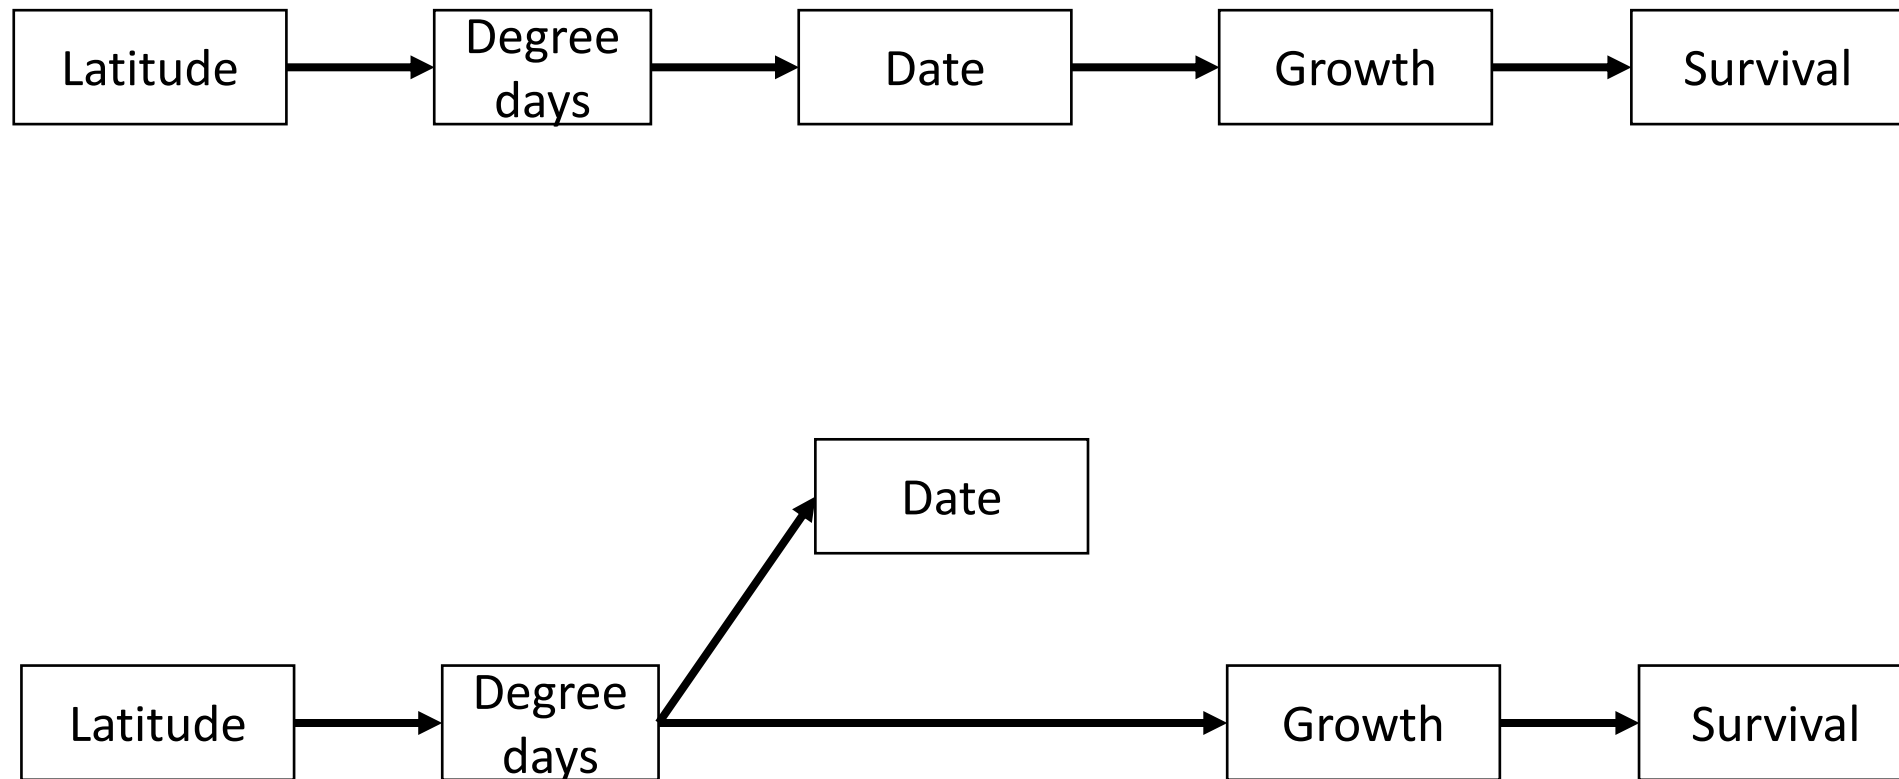 Latitude
Degree
days
Date
Growth
Survival
Date
Latitude
Degree
days
Growth
Survival